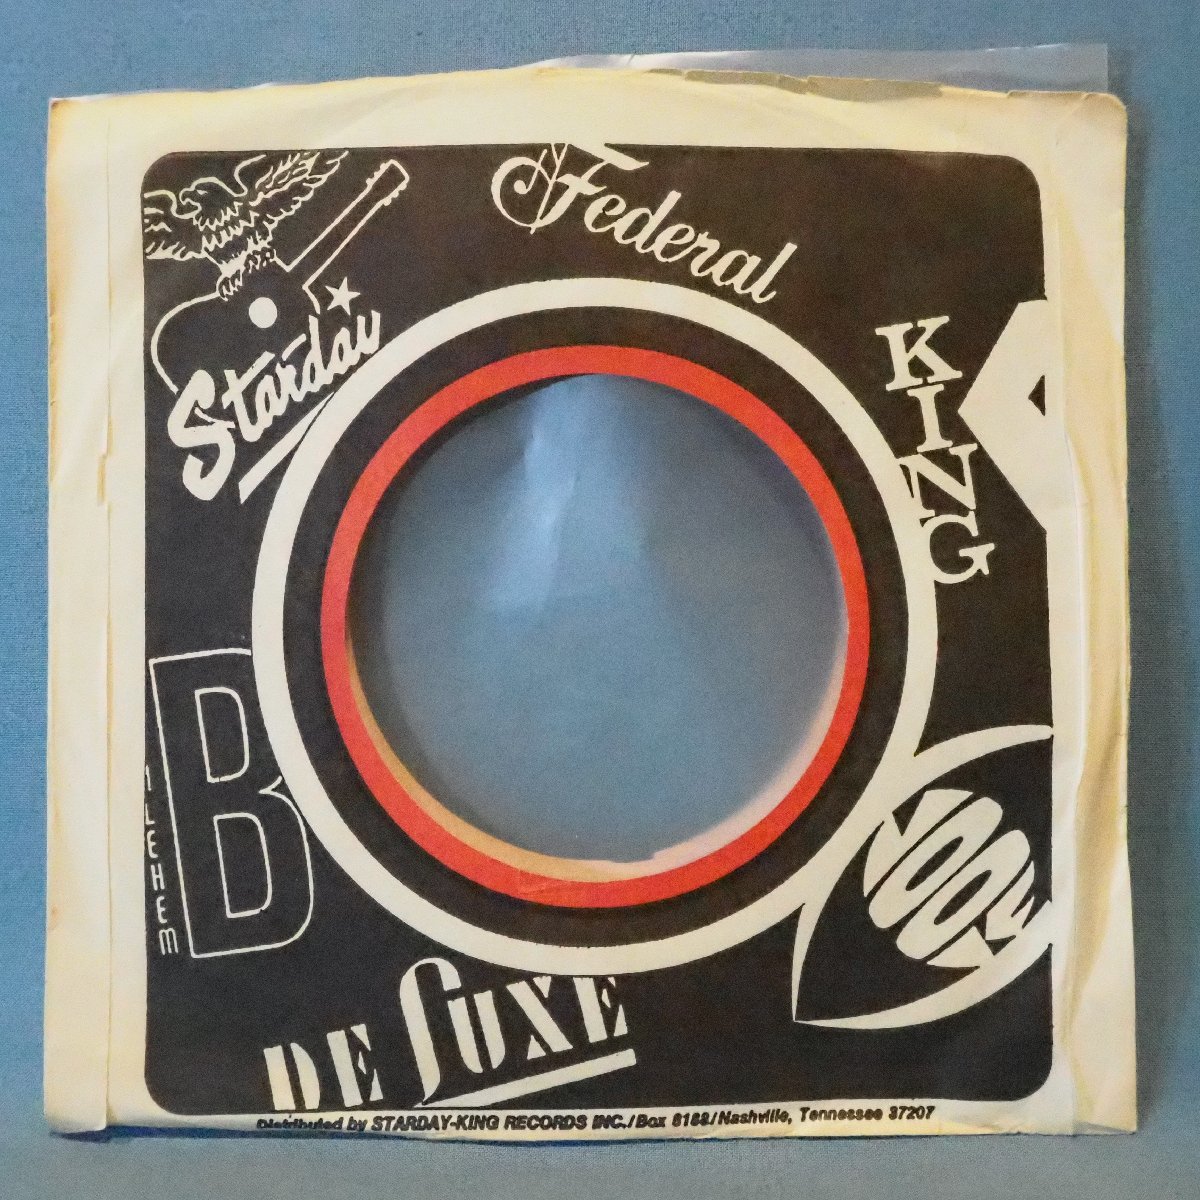 Federal
Starday
KING
B
LEHEM
DE LUXE
Distributed by STARDAY-KING RECORDS INC./Box 8188/Nashville, Tennessee 37207